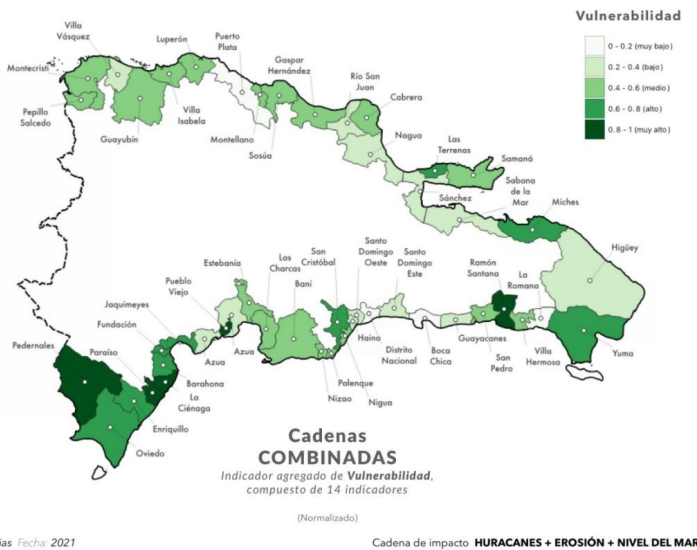 Vulnerabilidad
0 - 0.2 (muy bajo)
0.2 - 0.4 (bajo)
0.4 - 0.6 (medio)
0.6 - 0.8 (alto)
0.8 - 1 (muy alto)
Villa
Vásquez
Luperón
Puerto
Plata
Gaspar
Hernández
Montecristi
Río San
Juan
Cabrera
Pepillo
Salcedo
Guayubín
Villa
Isabela
Montellano
Sosúa
Nagua
Las
Terrenas
Samaná
Sánchez
Sabana
de la
Mar
Miches
Higüey
Estebanía
Las
Charcas
San
Cristóbal
Santo
Domingo
Oeste
Santo
Domingo
Este
Ramón
Santana
La
Romana
Pueblo
Viejo
Baní
Jaquimeyes
Fundación
Pedernales
Paraíso
Azua
Azua
Haina
Distrito
Nacional
Boca
Chica
Guayacanes
San
Pedro
Villa
Hermosa
Yuma
Barahona
La
Ciénaga
Palenque
Nizao
Nigua
Enriquillo
Oviedo
Cadenas
COMBINADAS
Indicador agregado de Vulnerabilidad,
compuesto de 14 indicadores
(Normalizado)
ias Fecha: 2021
Cadena de impacto HURACANES + EROSIÓN + NIVEL DEL MAR